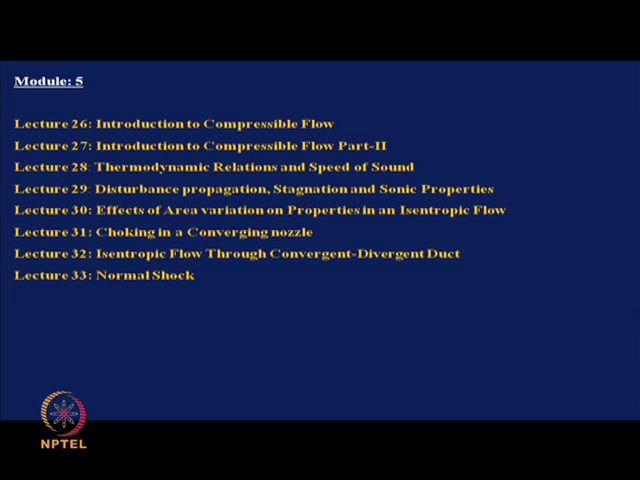 Module: 5
Lecture 26: Introduction to Compressible Flow
Lecture 27: Introduction to Compressible Flow Part-II
Lecture 28: Thermodynamic Relations and Speed of Sound
Lecture 29: Disturbance propagation, Stagnation and Sonic Properties
Lecture 30: Effects of Area variation on Properties in an Isentropic Flow
Lecture 31: Choking in a Converging nozzle
Lecture 32: Isentropic Flow Through Convergent-Divergent Duct
Lecture 33: Normal Shock
NPTEL